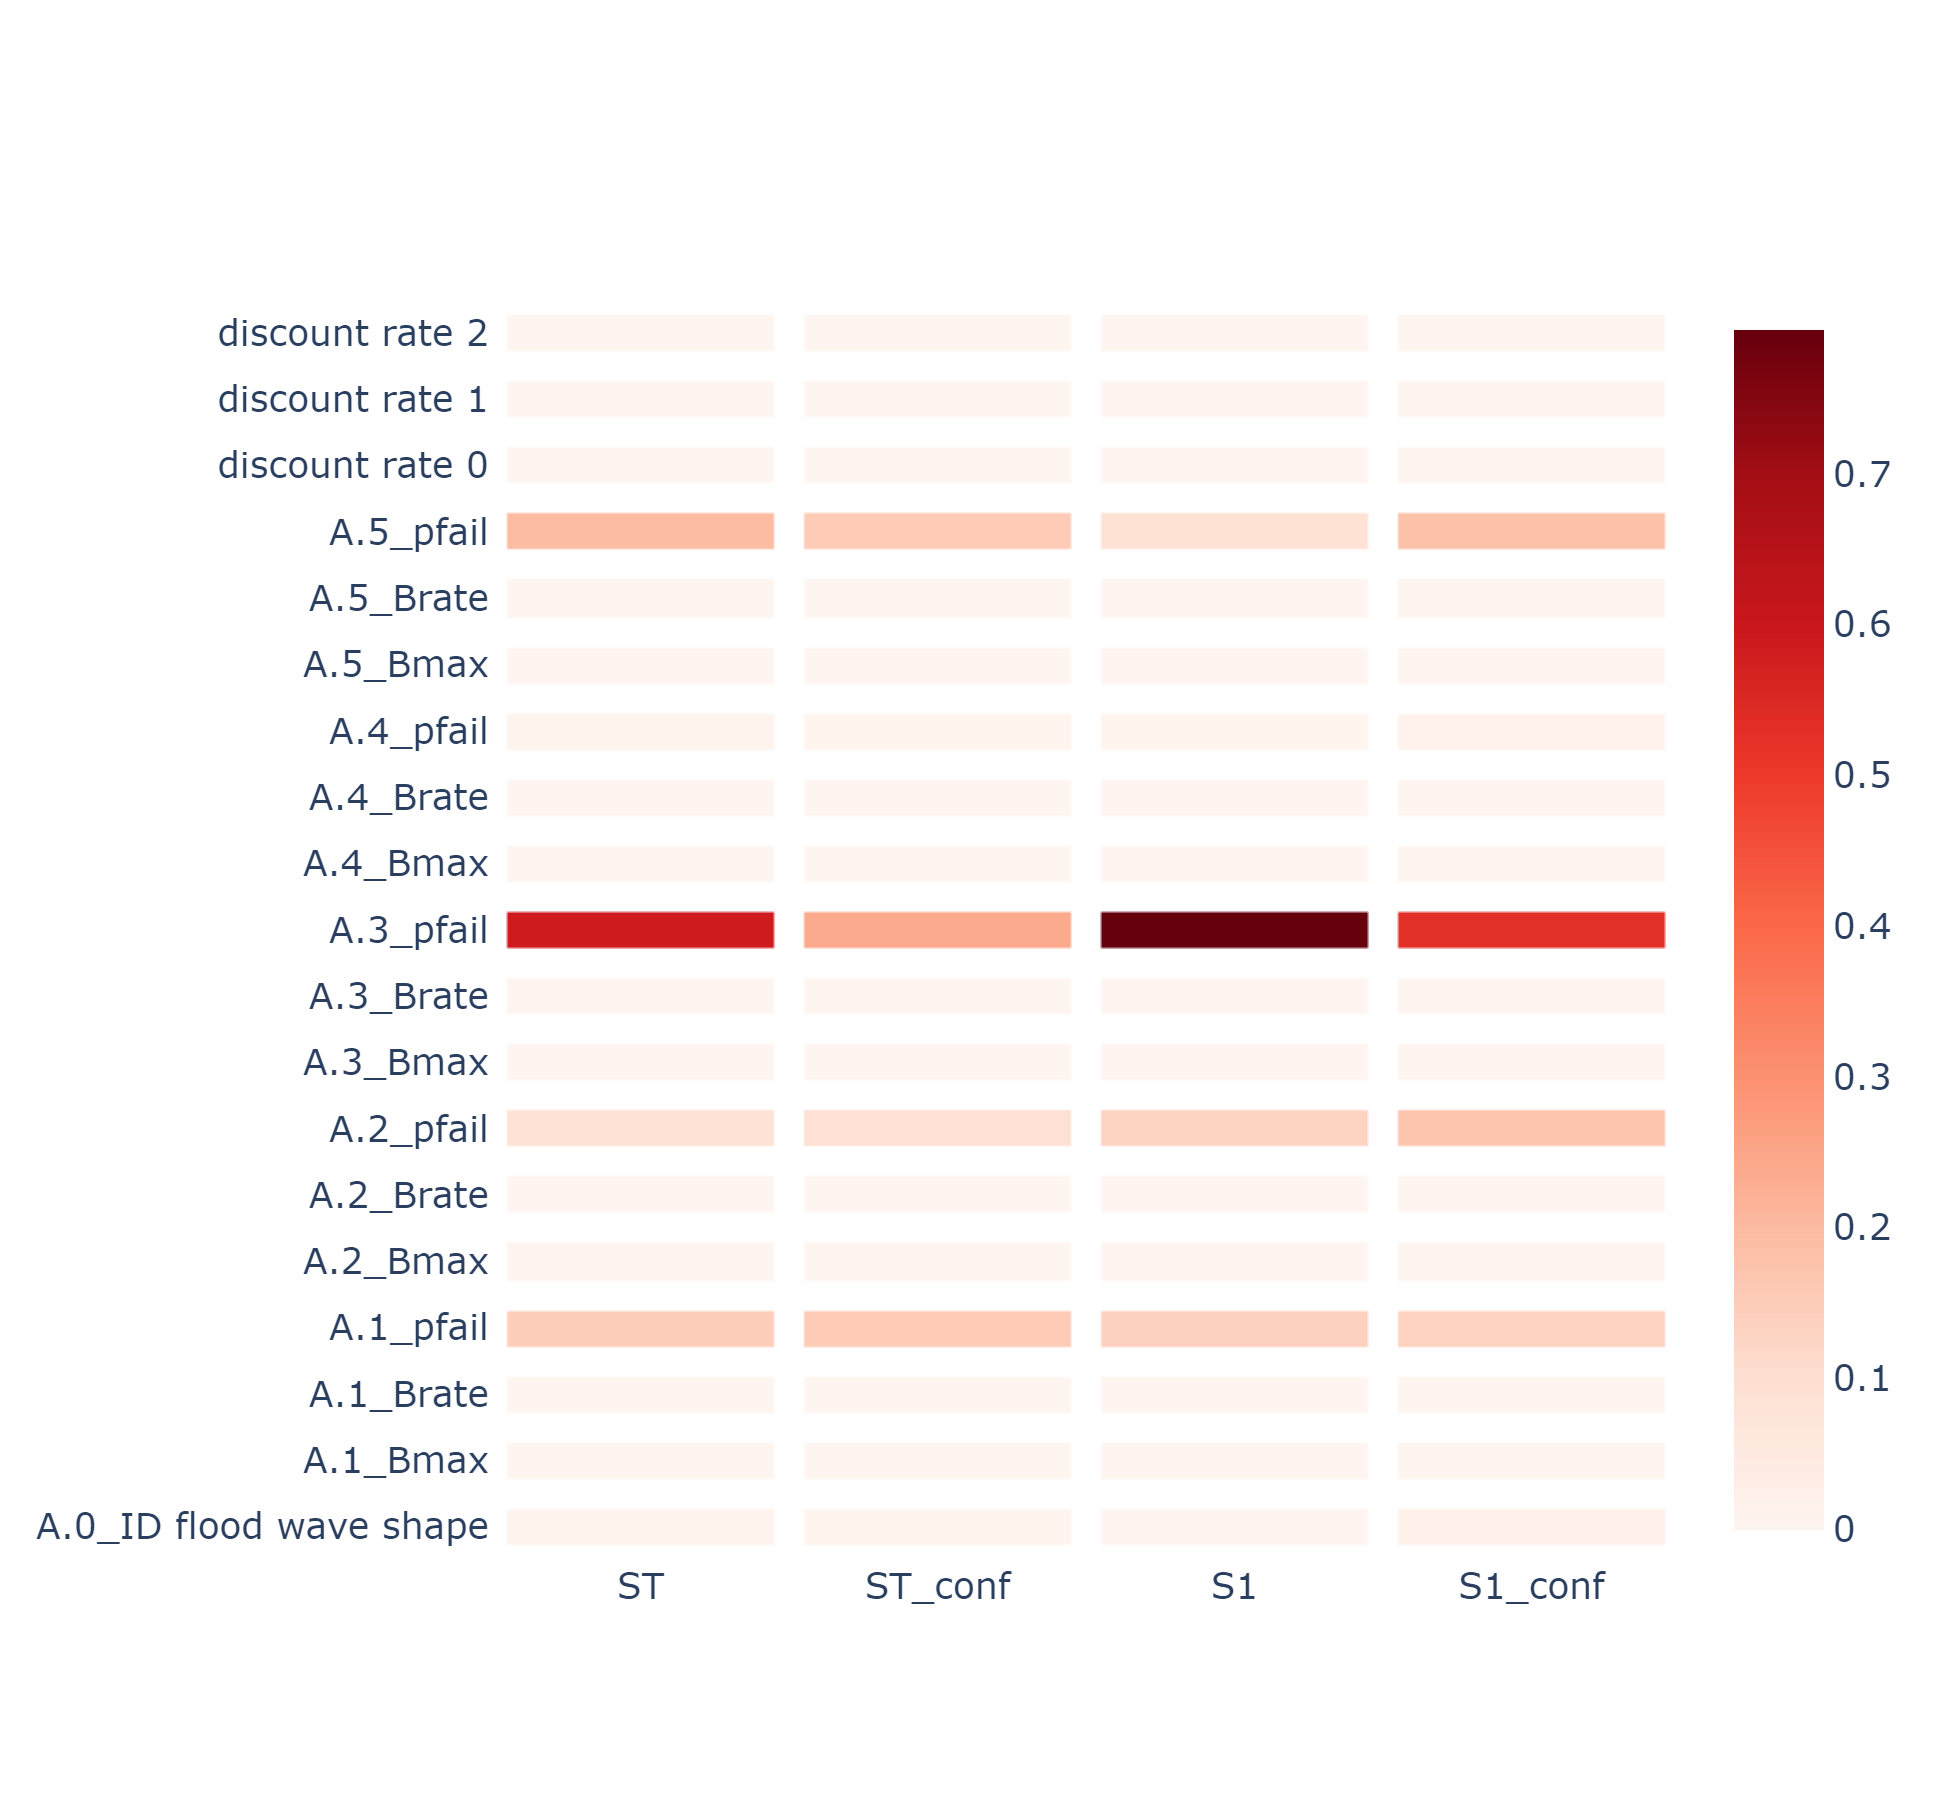 discount rate 2
discount rate 1
discount rate 0
A.5_pfail
A.5_Brate
A.5_Bmax
A.4_pfail
A.4_Brate
A.4_Bmax
A.3_pfail
A.3_Brate
A.3_Bmax
A.2_pfail
A.2_Brate
A.2_Bmax
A.1_pfail
A.1_Brate
A.1_Bmax
A.0_ID flood wave shape
ST ST_conf S1 S1_conf
0.7
0.6
0.5
0.4
0.3
0.2
0.1
0